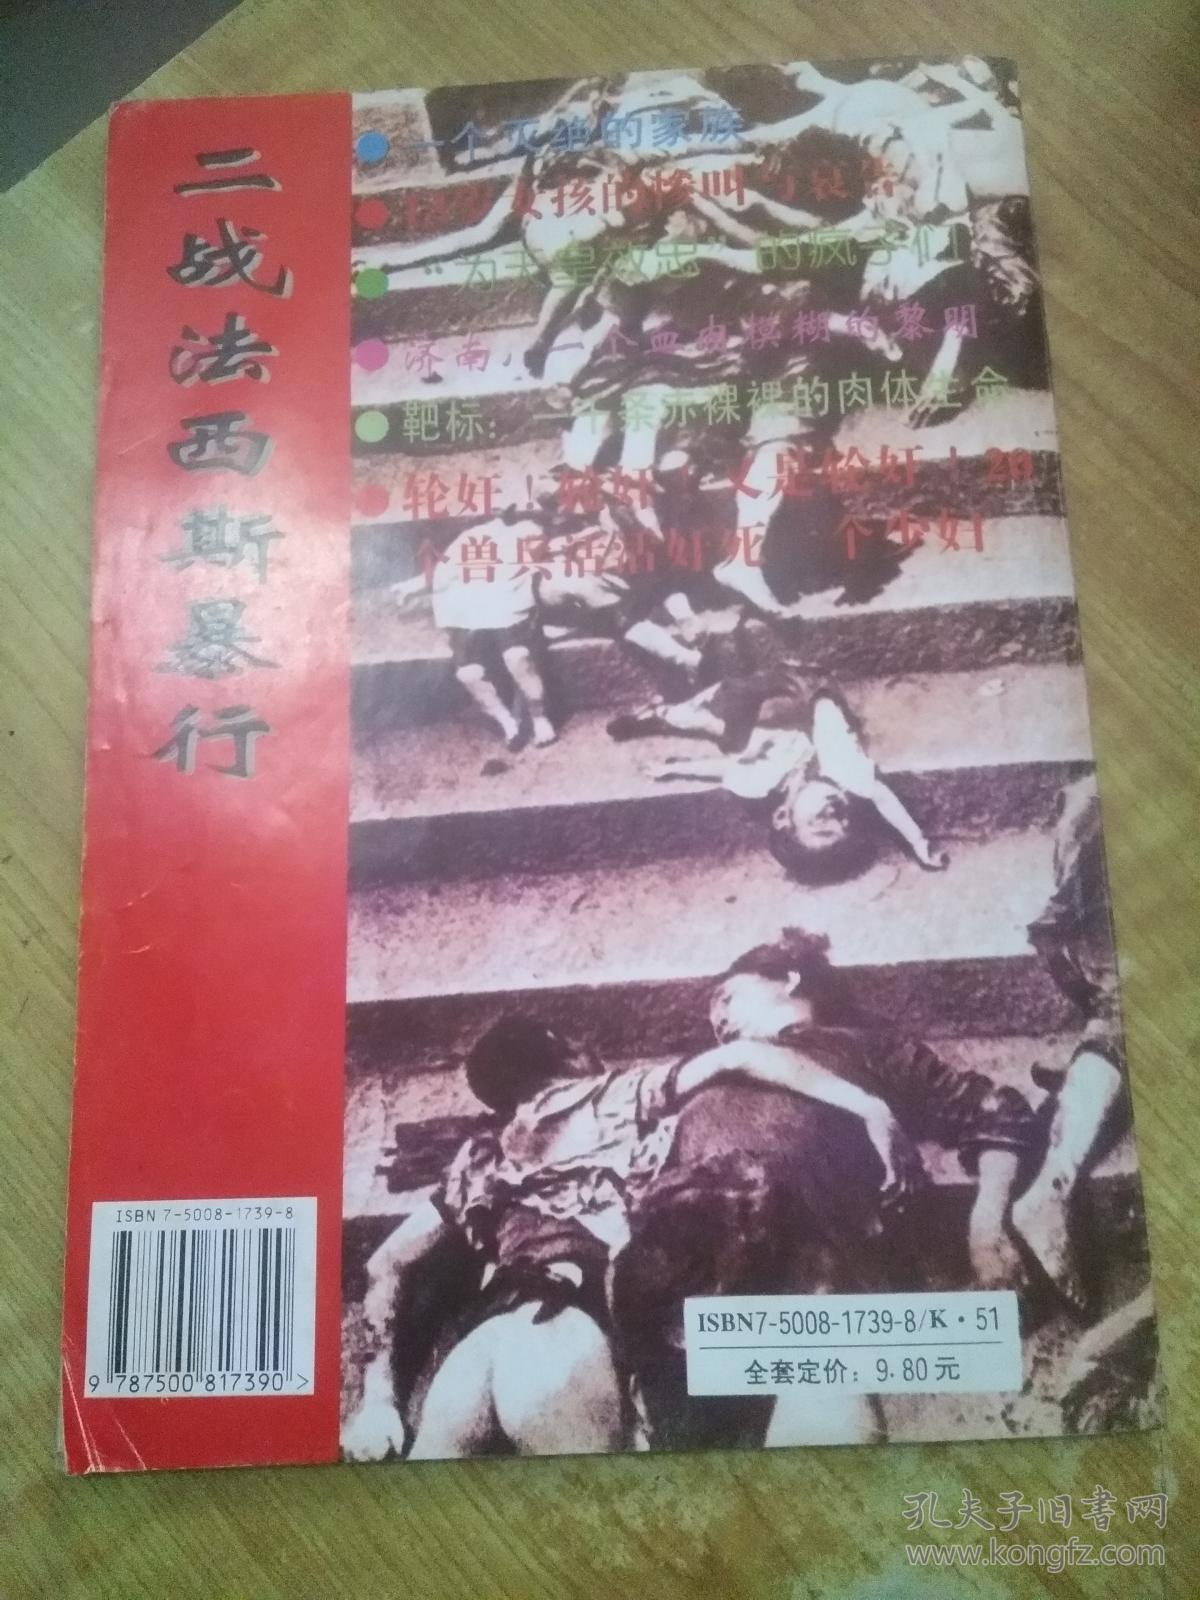 二战法西斯暴行
一个灭绝的家族
岁女孩的惨叫与哀告
“为天皇效忠”的疯子们
济南，一个血肉模糊的黎明
靶标：一千条赤裸裸的肉体生命
轮奸！轮奸！又是轮奸！20
个兽兵活活奸死一个少妇
ISBN 7-5008-1739-8
9 787500 817390 >
ISBN7-5008-1739-8/K·51
全套定价：9.80元
孔夫子旧书网
www.kongfz.com